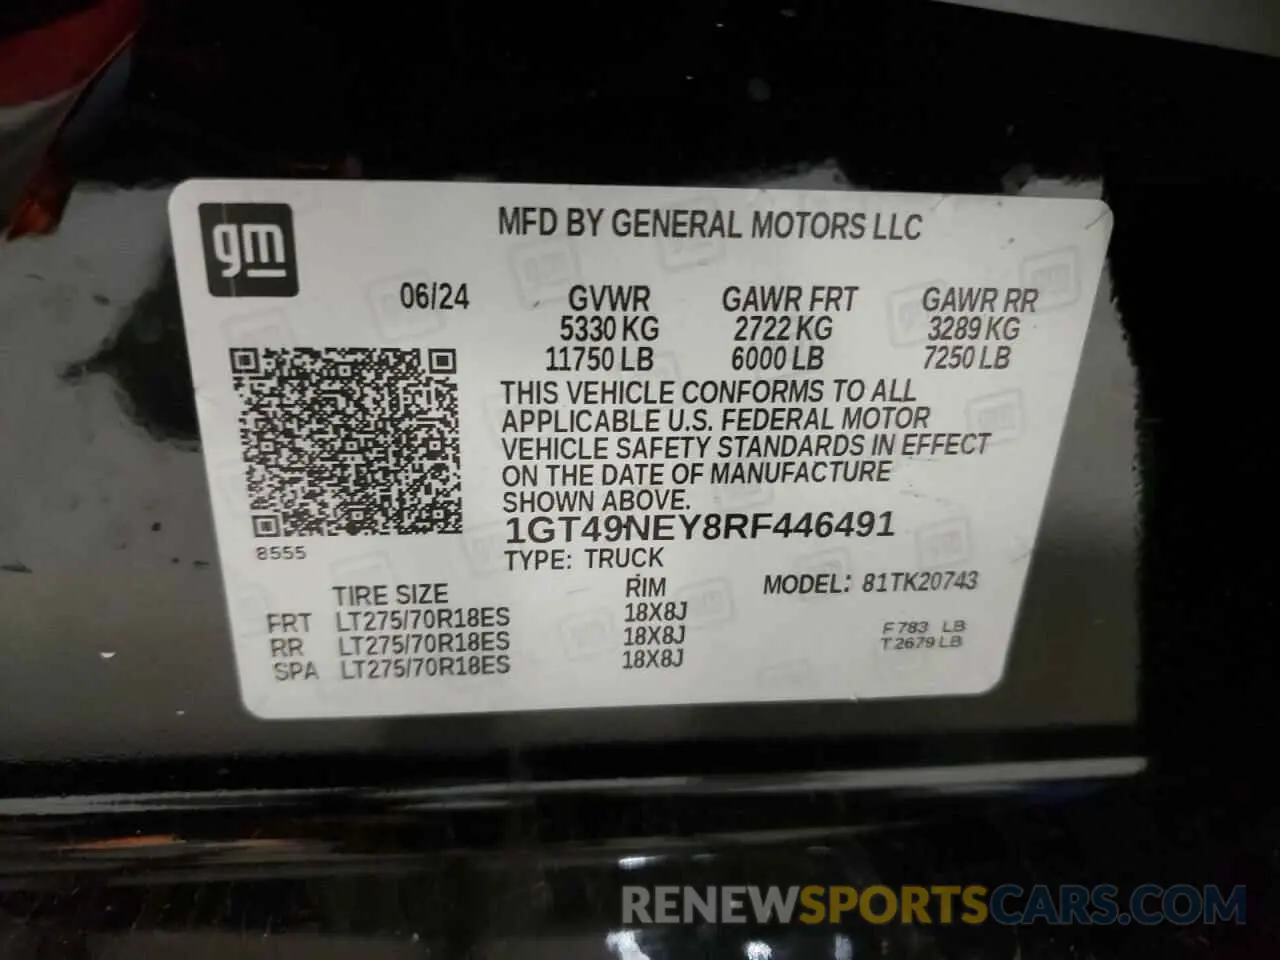 gm
MFD BY GENERAL MOTORS LLC
06/24 GVWR GAWR FRT GAWR RR
5330 KG 2722 KG 3289 KG
11750 LB 6000 LB 7250 LB
THIS VEHICLE CONFORMS TO ALL
APPLICABLE U.S. FEDERAL MOTOR
VEHICLE SAFETY STANDARDS IN EFFECT
ON THE DATE OF MANUFACTURE
SHOWN ABOVE.
1GT49NEY8RF446491
8555
TYPE: TRUCK
TIRE SIZE RIM MODEL: 81TK20743
FRT LT275/70R18ES 18X8J
RR LT275/70R18ES 18X8J
SPA LT275/70R18ES 18X8J
F 783 LB
T 2679 LB
RENEWSPORTSCARS.COM